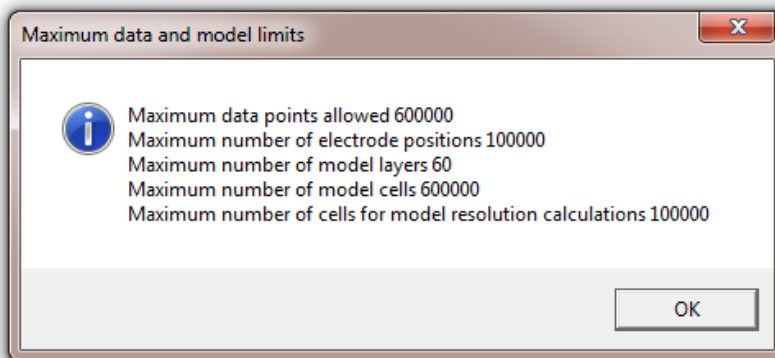 Maximum data and model limits
Maximum data points allowed 600000
Maximum number of electrode positions 100000
Maximum number of model layers 60
Maximum number of model cells 600000
Maximum number of cells for model resolution calculations 100000
OK